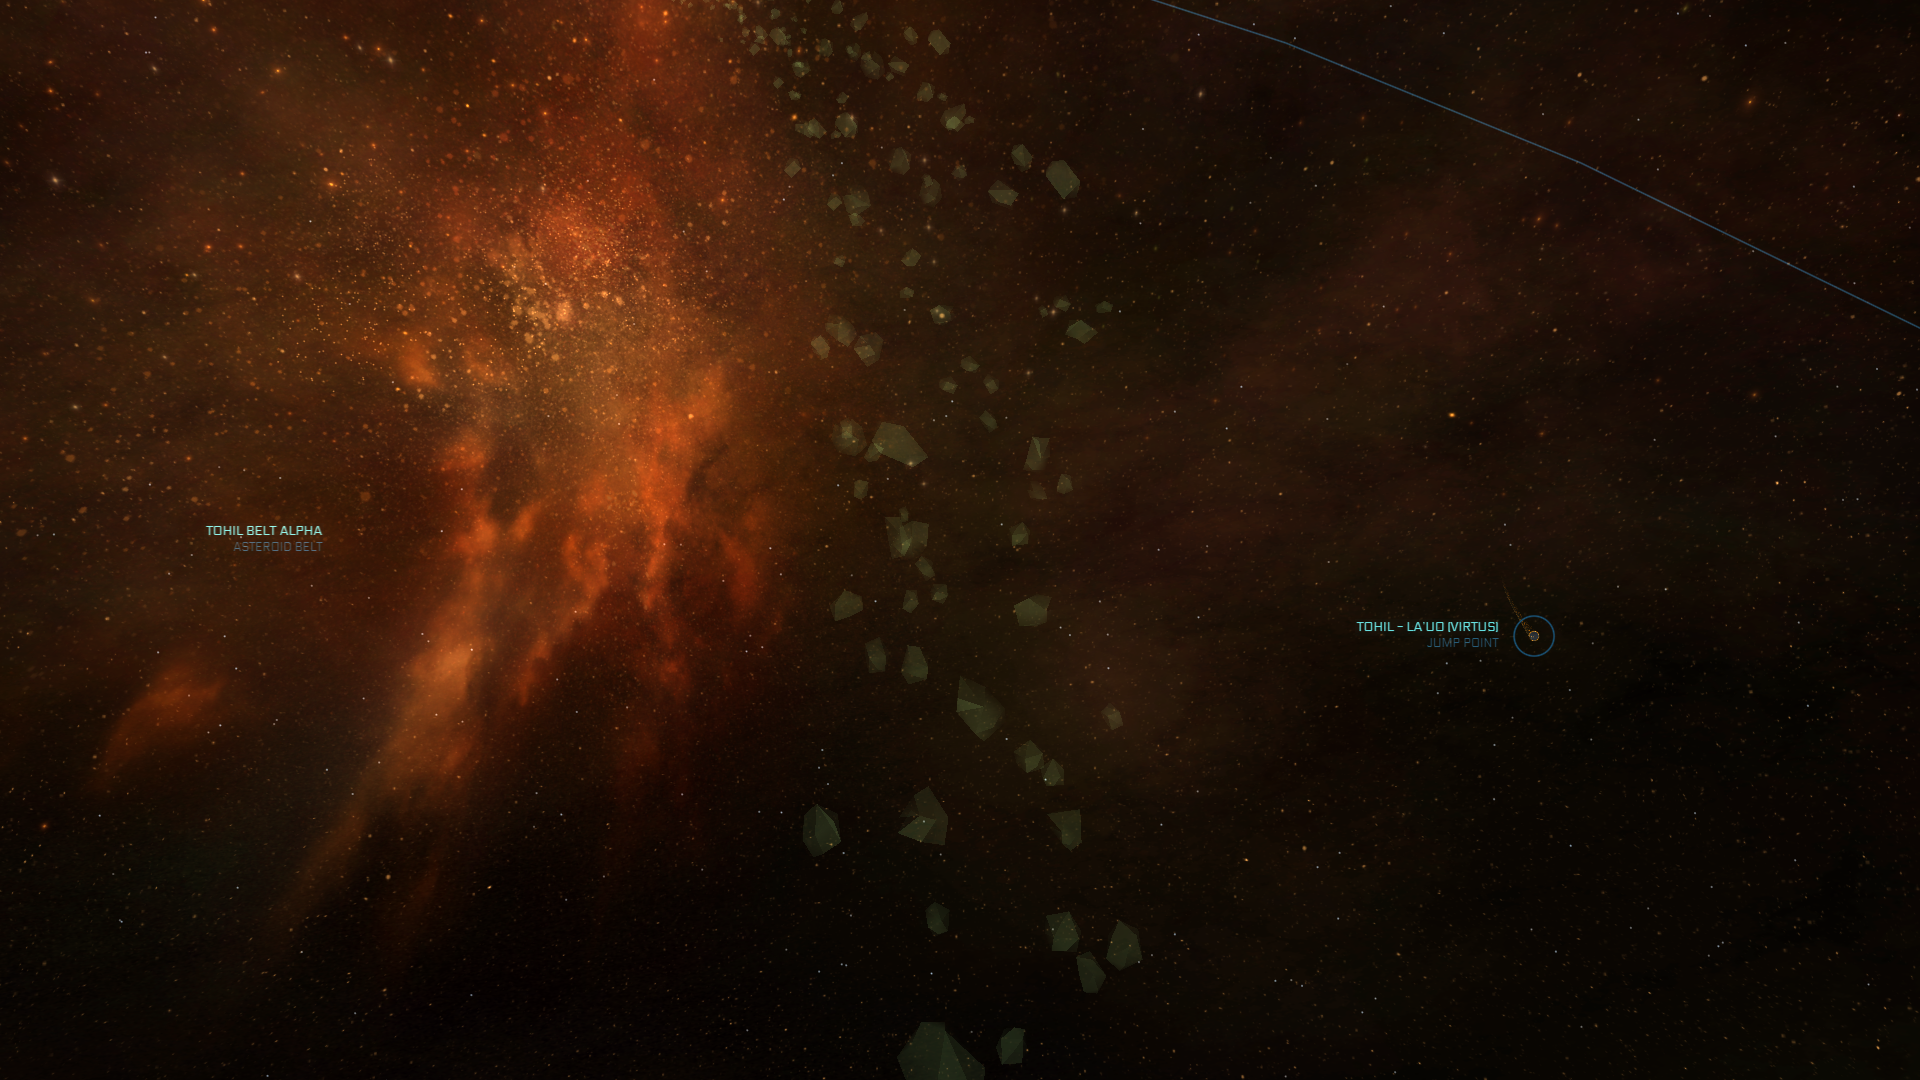 TOHIL BELT ALPHA
ASTEROID BELT
TOHIL - LA'UO (VIRTUS)
JUMP POINT